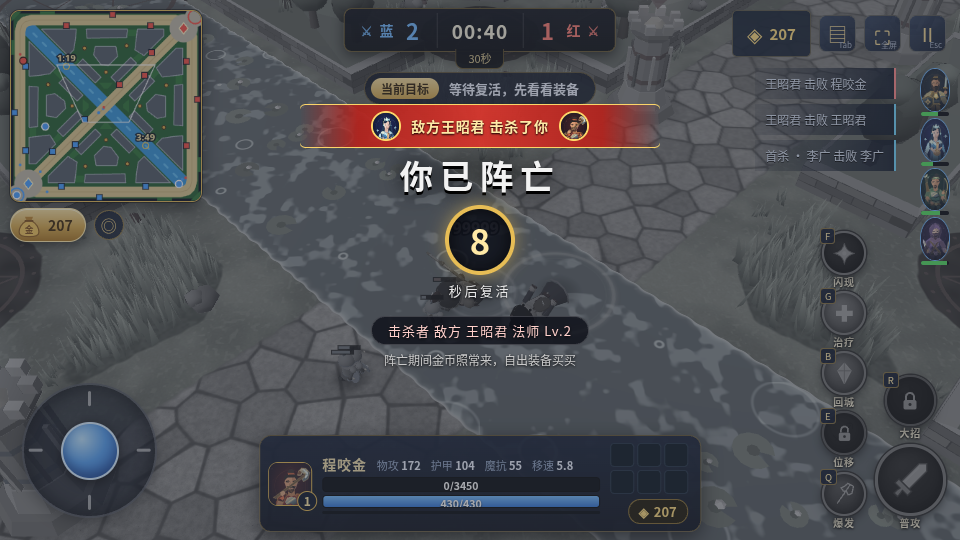 1:19
3:49
金 207
蓝 2
00:40
1 红
30秒
当前目标 等待复活，先看看装备
敌方王昭君 击杀了你
你已阵亡
8
秒后复活
击杀者 敌方 王昭君 法师 Lv.2
阵亡期间金币照常来，自出装备买买
207
Tab
全屏
Esc
王昭君 击败 程咬金
王昭君 击败 王昭君
首杀 · 李广 击败 李广
F
闪现
G
治疗
B
回城
E
位移
Q
爆发
R
大招
普攻
程咬金 物攻 172 护甲 104 魔抗 55 移速 5.8
1
0/3450
430/430
207